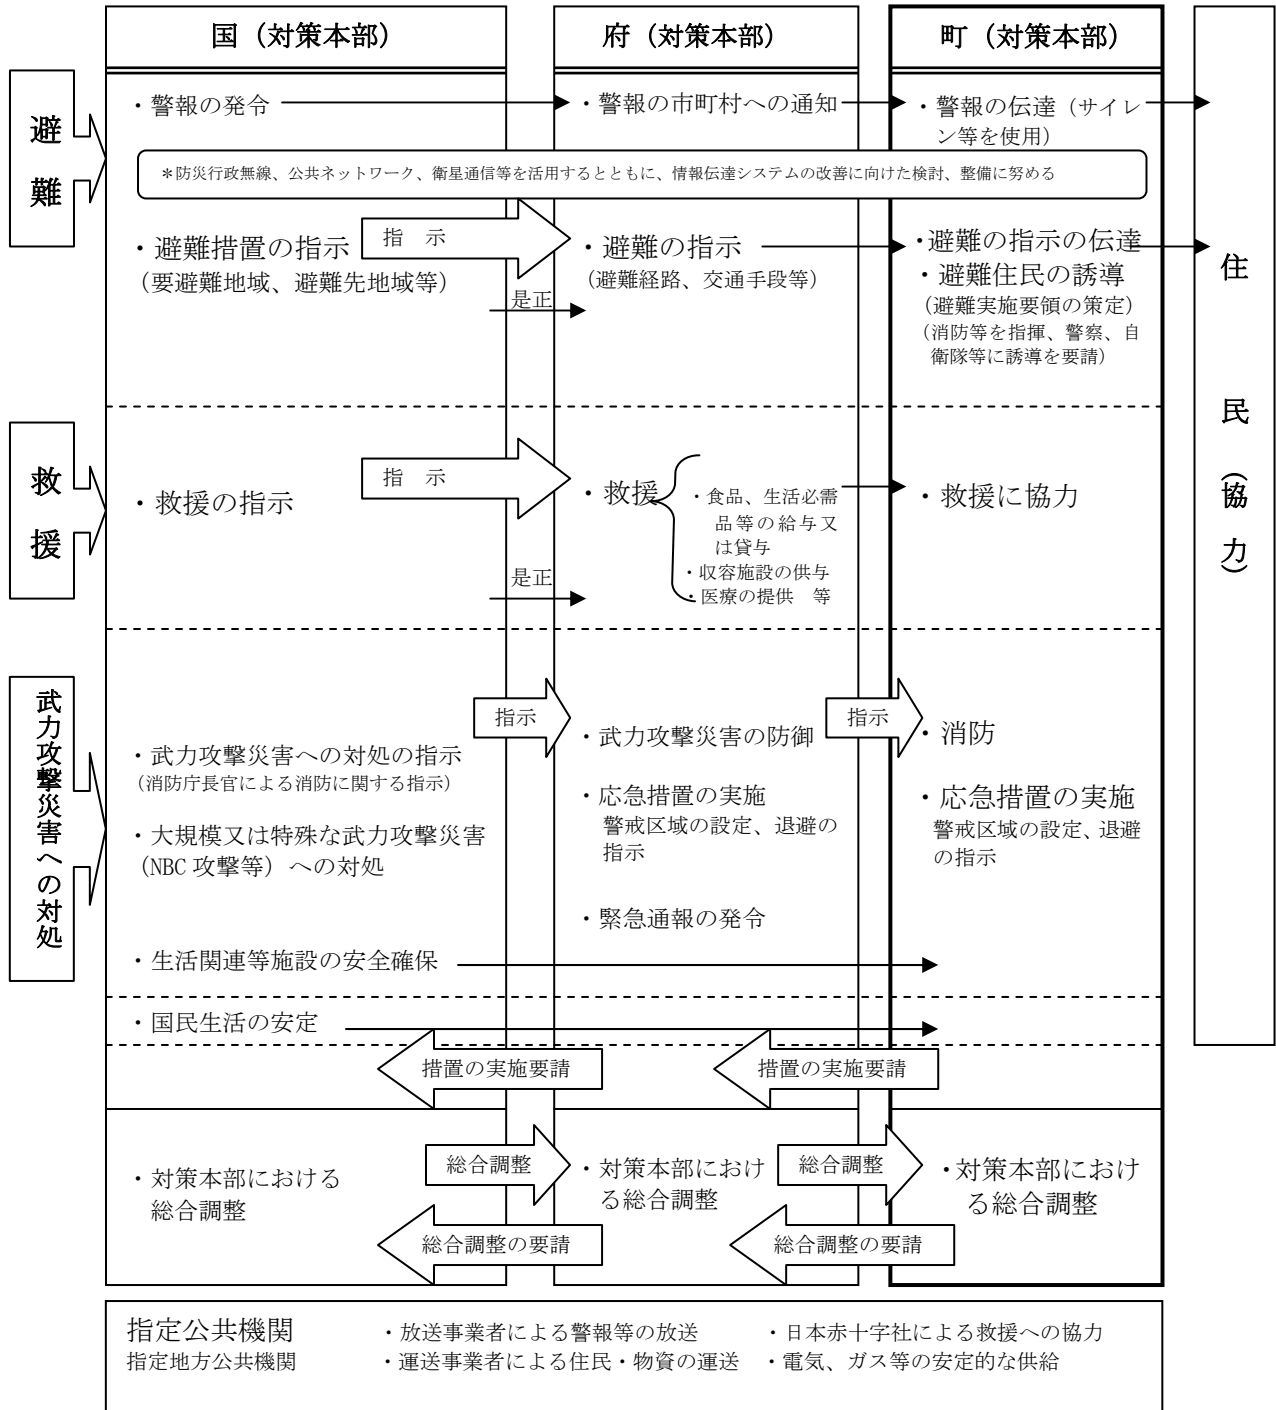 国（対策本部）
府（対策本部）
町（対策本部）
避難
・警報の発令
・警報の市町村への通知
・警報の伝達（サイレ
ン等を使用）
＊防災行政無線、公共ネットワーク、衛星通信等を活用するとともに、情報伝達システムの改善に向けた検討、整備に努める
・避難措置の指示
（要避難地域、避難先地域等）
指　示
是正
・避難の指示
（避難経路、交通手段等）
・避難の指示の伝達
・避難住民の誘導
（避難実施要領の策定）
（消防等を指揮、警察、自
衛隊等に誘導を要請）
住民（協力）
救援
・救援の指示
指　示
是正
・救援
・食品、生活必需
品等の給与又
は貸与
・収容施設の供与
・医療の提供　等
・救援に協力
武力攻撃災害への対処
指示
指示
・武力攻撃災害への対処の指示
（消防庁長官による消防に関する指示）
・大規模又は特殊な武力攻撃災害
（NBC 攻撃等）への対処
・生活関連等施設の安全確保
・武力攻撃災害の防御
・応急措置の実施
警戒区域の設定、退避の
指示
・緊急通報の発令
・消防
・応急措置の実施
警戒区域の設定、退避
の指示
・国民生活の安定
措置の実施要請
措置の実施要請
・対策本部における
総合調整
総合調整
総合調整の要請
・対策本部におけ
る総合調整
総合調整
総合調整の要請
・対策本部におけ
る総合調整
指定公共機関
指定地方公共機関
・放送事業者による警報等の放送
・運送事業者による住民・物資の運送
・日本赤十字社による救援への協力
・電気、ガス等の安定的な供給